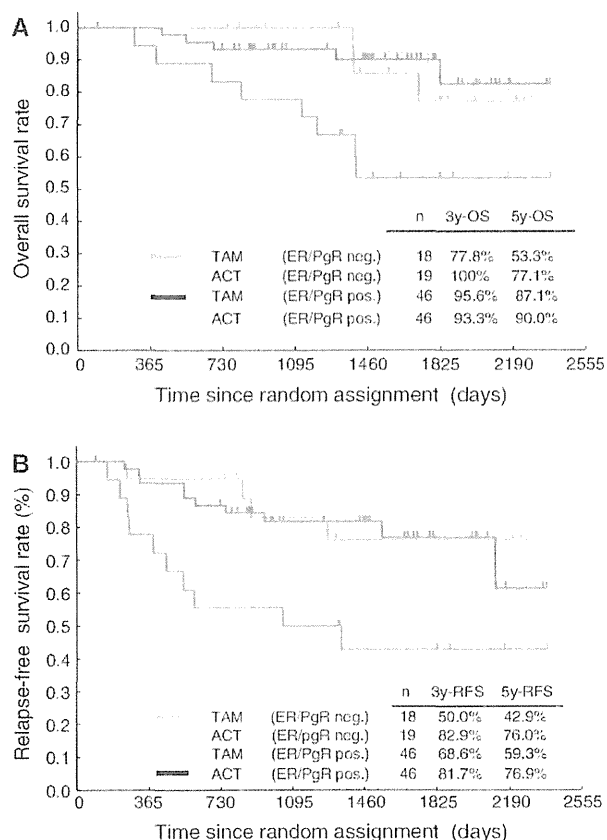 A
Overall survival rate
1.0
0.9
0.8
0.7
0.6
0.5
0.4
0.3
0.2
0.1
0.0
n 3y-OS 5y-OS
TAM (ER/PgR neg.) 18 77.8% 53.3%
ACT (ER/PgR neg.) 19 100% 77.1%
TAM (ER/PgR pos.) 46 95.6% 87.1%
ACT (ER/PgR pos.) 46 93.3% 90.0%
0 365 730 1095 1460 1825 2190 2555
Time since random assignment (days)
B
Relapse-free survival rate (%)
1.0
0.9
0.8
0.7
0.6
0.5
0.4
0.3
0.2
0.1
0.0
n 3y-RFS 5y-RFS
TAM (ER/PgR neg.) 18 50.0% 42.9%
ACT (ER/pgR neg.) 19 82.9% 76.0%
TAM (ER/PgR pos.) 46 68.6% 59.3%
ACT (ER/PgR pos.) 46 81.7% 76.9%
0 365 730 1095 1460 1825 2190 2555
Time since random assignment (days)